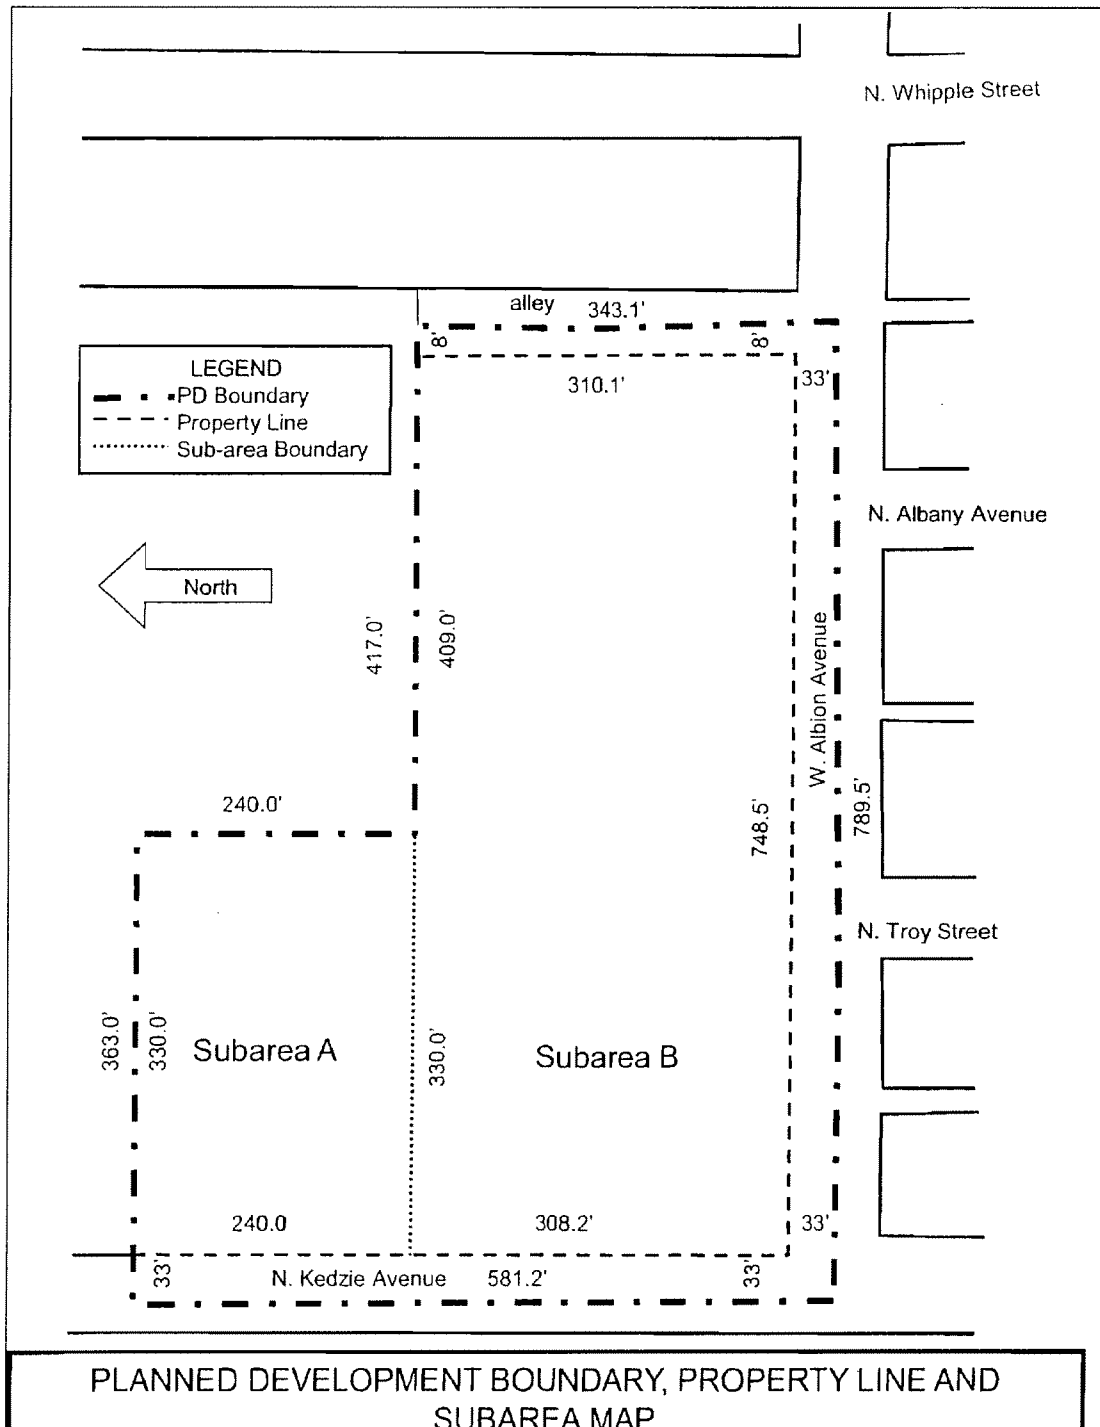 N. Whipple Street
alley 343.1'
8'
8'
310.1'
33'
LEGEND
PD Boundary
Property Line
Sub-area Boundary
N. Albany Avenue
North
417.0'
409.0'
W. Albion Avenue
240.0'
748.5'
789.5'
N. Troy Street
363.0'
330.0'
Subarea A
330.0'
Subarea B
240.0
308.2'
33'
33'
N. Kedzie Avenue 581.2'
33'
PLANNED DEVELOPMENT BOUNDARY, PROPERTY LINE AND
SUBAREA MAP